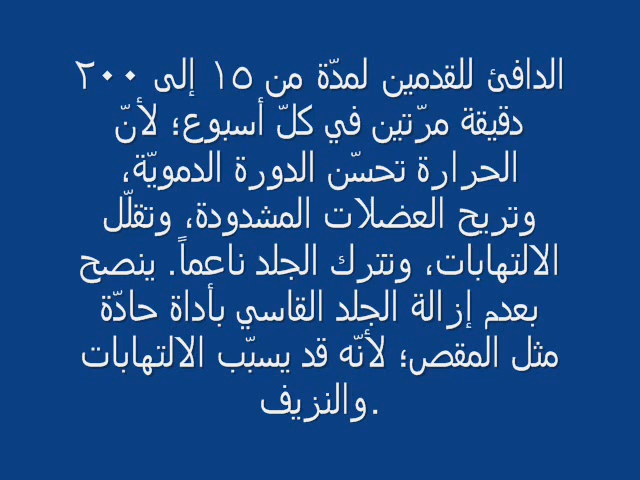 الدافئ للقدمين لمدّة من ١٥ إلى ٢٠٠
دقيقة مرّتين في كلّ أسبوع؛ لأنّ
الحرارة تحسّن الدورة الدمويّة،
وتريح العضلات المشدودة، وتقلّل
الالتهابات، ونترك الجلد ناعماً. ينصح
بعدم إزالة الجلد القاسي بأداة حادّة
مثل المقص؛ لأنّه قد يسبّب الالتهابات
والنزيف.